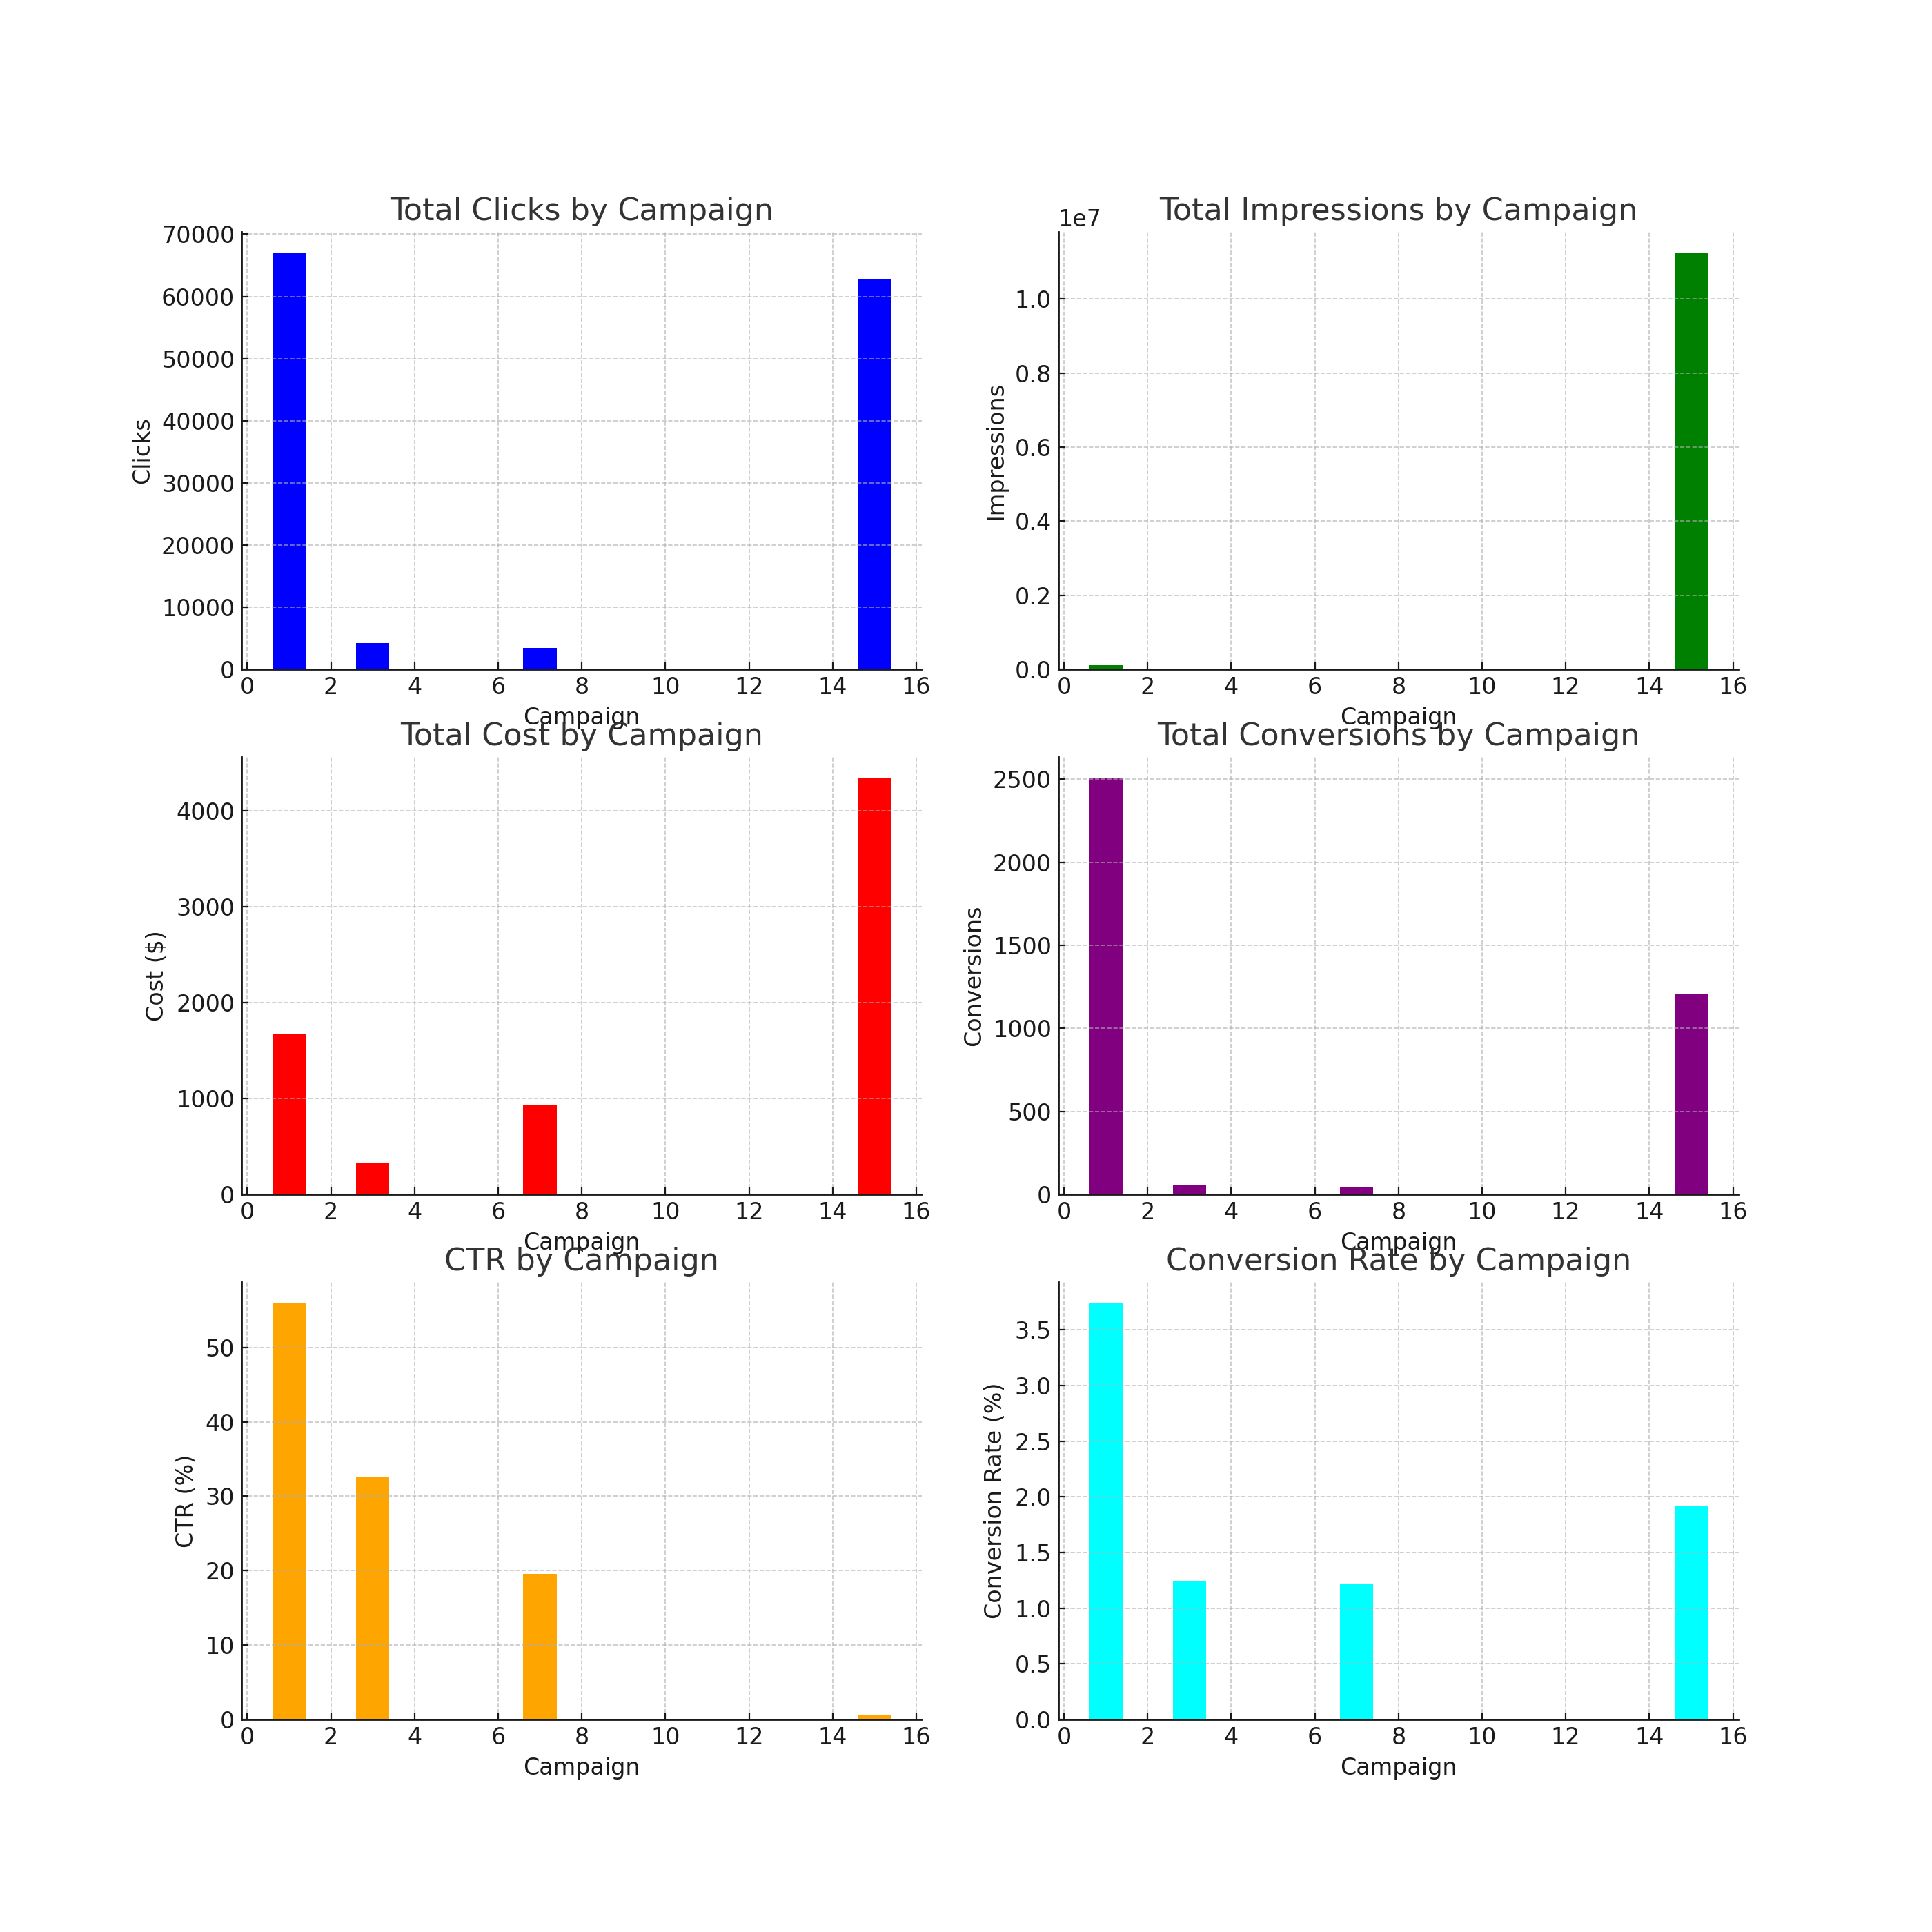 Total Clicks by Campaign
Clicks
70000
60000
50000
40000
30000
20000
10000
0
0 2 4 6 8 10 12 14 16
Campaign
Total Impressions by Campaign
1e7
Impressions
1.0
0.8
0.6
0.4
0.2
0.0
0 2 4 6 8 10 12 14 16
Campaign
Total Cost by Campaign
Cost ($)
4000
3000
2000
1000
0
0 2 4 6 8 10 12 14 16
Campaign
Total Conversions by Campaign
Conversions
2500
2000
1500
1000
500
0
0 2 4 6 8 10 12 14 16
Campaign
CTR by Campaign
CTR (%)
50
40
30
20
10
0
0 2 4 6 8 10 12 14 16
Campaign
Conversion Rate by Campaign
Conversion Rate (%)
3.5
3.0
2.5
2.0
1.5
1.0
0.5
0.0
0 2 4 6 8 10 12 14 16
Campaign